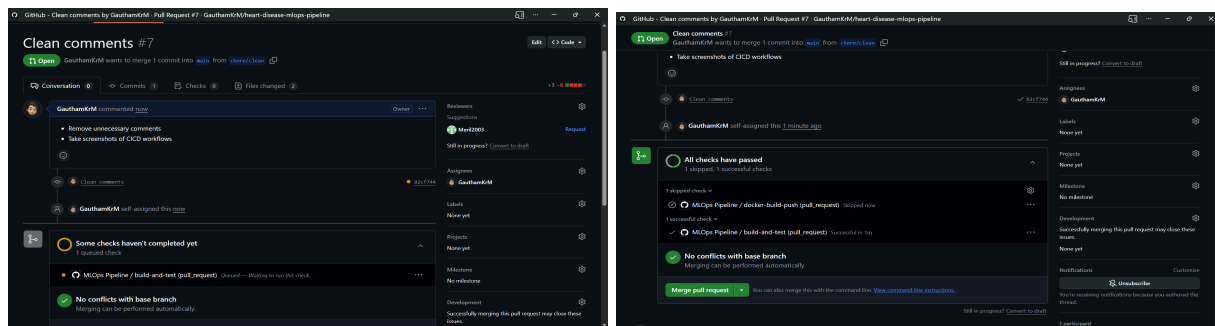 GitHub - Clean comments by GauthamKrM · Pull Request #7 · GauthamKrM/heart-disease-mlops-pipeline
Clean comments #7
Edit
Code
Open
GauthamKrM wants to merge 1 commit into main from chore/clean
Conversation 0
Commits 1
Checks 0
Files changed 2
+3 −6
GauthamKrM commented now
Owner
• Remove unnecessary comments
• Take screenshots of CICD workflows
Clean comments
82cf744
GauthamKrM self-assigned this now
Some checks haven't completed yet
1 queued check
MLOps Pipeline / build-and-test (pull_request) Queued — Waiting to run this check..
No conflicts with base branch
Merging can be performed automatically.
Reviewers
Suggestions
Meril2003
Request
Still in progress? Convert to draft
Assignees
GauthamKrM
Labels
None yet
Projects
None yet
Milestone
No milestone
Development
Successfully merging this pull request may close these
issues.
GitHub - Clean comments by GauthamKrM · Pull Request #7 · GauthamKrM/heart-disease-mlops-pipeline
Open
Clean comments #7
GauthamKrM wants to merge 1 commit into main from chore/clean
• Take screenshots of CICD workflows
Clean comments
82cf744
GauthamKrM self-assigned this 1 minute ago
All checks have passed
1 skipped, 1 successful checks
1 skipped check
MLOps Pipeline / docker-build-push (pull_request) Skipped now
1 successful check
MLOps Pipeline / build-and-test (pull_request) Successful in 1m
No conflicts with base branch
Merging can be performed automatically.
Merge pull request
You can also merge this with the command line. View command line instructions.
Still in progress? Convert to draft
Still in progress? Convert to draft
Assignees
GauthamKrM
Labels
None yet
Projects
None yet
Milestone
No milestone
Development
Successfully merging this pull request may close these
issues.
None yet
Notifications
Customize
Unsubscribe
You're receiving notifications because you authored the
thread.
1 participant